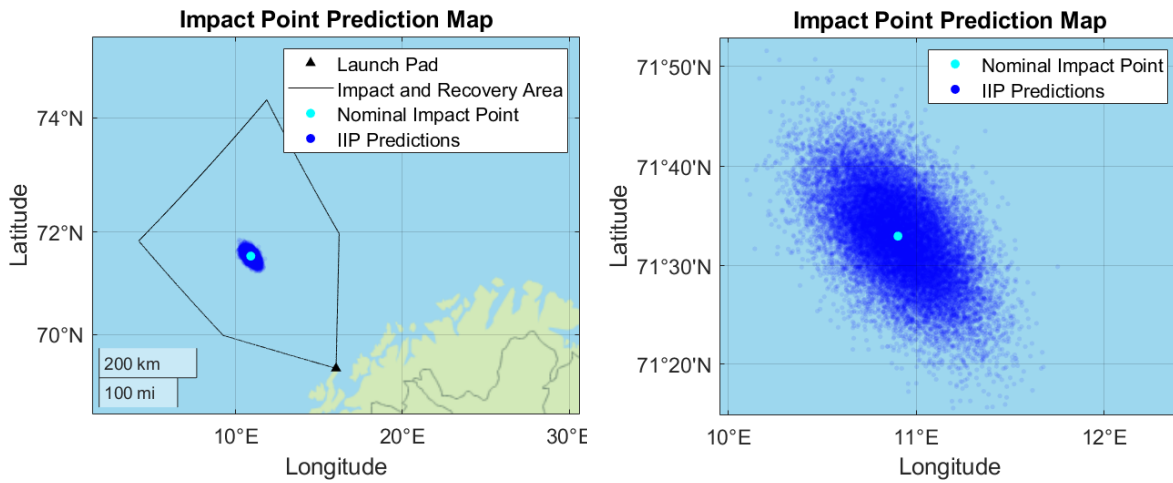 Impact Point Prediction Map
Launch Pad
Impact and Recovery Area
Nominal Impact Point
IIP Predictions
74°N
72°N
70°N
Latitude
200 km
100 mi
10°E
20°E
30°E
Longitude
Impact Point Prediction Map
Nominal Impact Point
IIP Predictions
71°50'N
71°40'N
71°30'N
71°20'N
Latitude
10°E
11°E
12°E
Longitude